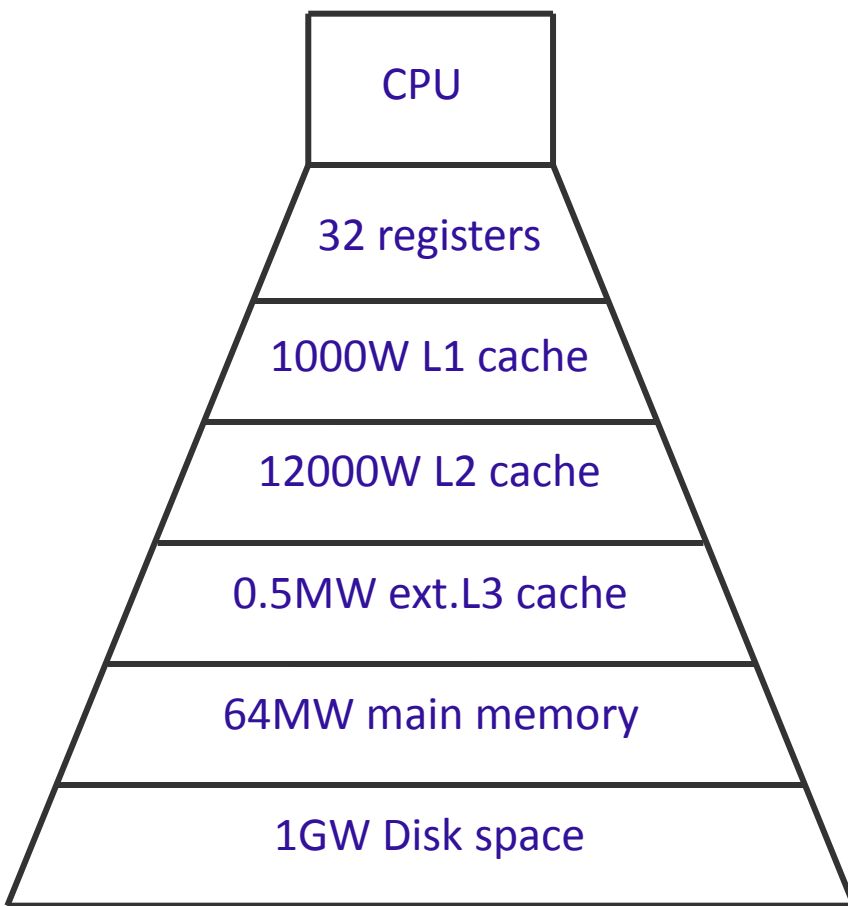 CPU
32 registers
1000W L1 cache
12000W L2 cache
0.5MW ext.L3 cache
64MW main memory
1GW Disk space